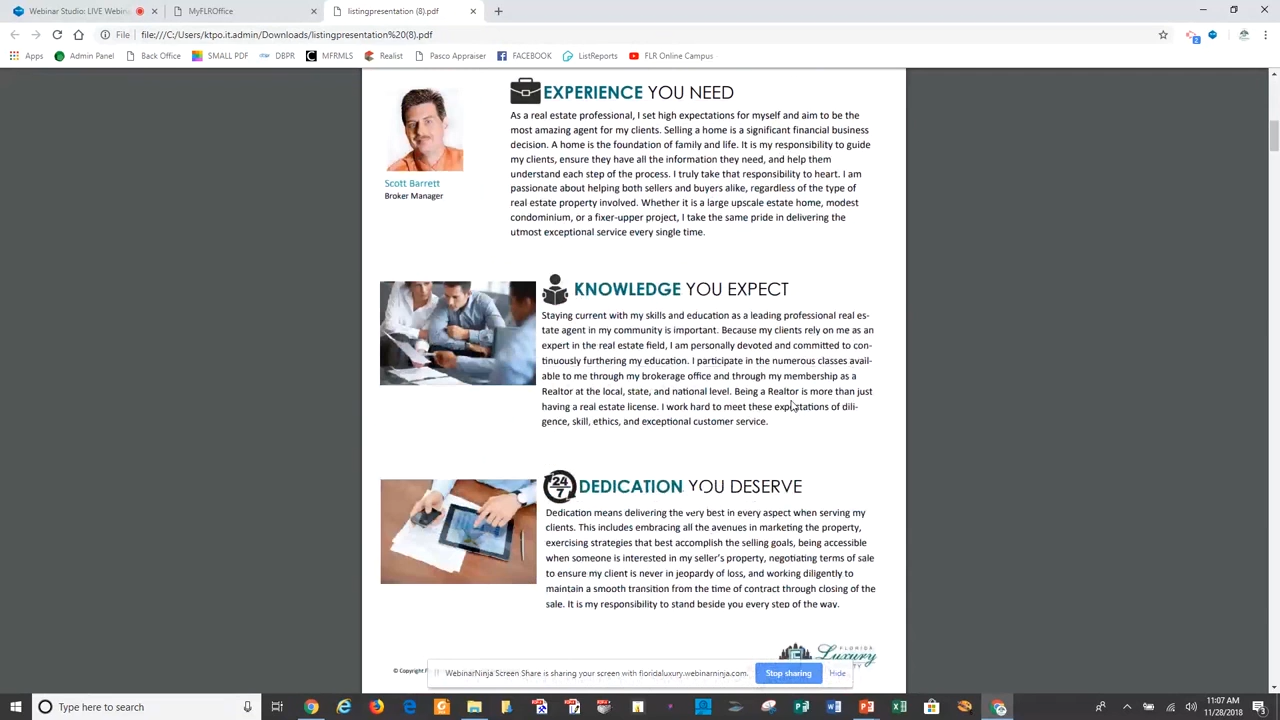 Webinar Studio: LIVE Webin
MyFLROffice
listingpresentation (8).pdf
File
file:///C:/Users/ktpo.it.admin/Downloads/listingpresentation%20(8).pdf
Apps
Admin Panel
Back Office
SMALL PDF
DBPR
MFRMLS
Realist
Pasco Appraiser
FACEBOOK
ListReports
FLR Online Campus
EXPERIENCE YOU NEED
As a real estate professional, I set high expectations for myself and aim to be the
most amazing agent for my clients. Selling a home is a significant financial business
decision. A home is the foundation of family and life. It is my responsibility to guide
my clients, ensure they have all the information they need, and help them
understand each step of the process. I truly take that responsibility to heart. I am
passionate about helping both sellers and buyers alike, regardless of the type of
real estate property involved. Whether it is a large upscale estate home, modest
condominium, or a fixer-upper project, I take the same pride in delivering the
utmost exceptional service every single time.
Scott Barrett
Broker Manager
KNOWLEDGE YOU EXPECT
Staying current with my skills and education as a leading professional real es-
tate agent in my community is important. Because my clients rely on me as an
expert in the real estate field, I am personally devoted and committed to con-
tinuously furthering my education. I participate in the numerous classes avail-
able to me through my brokerage office and through my membership as a
Realtor at the local, state, and national level. Being a Realtor is more than just
having a real estate license. I work hard to meet these expectations of dili-
gence, skill, ethics, and exceptional customer service.
24
7
DEDICATION YOU DESERVE
Dedication means delivering the very best in every aspect when serving my
clients. This includes embracing all the avenues in marketing the property,
exercising strategies that best accomplish the selling goals, being accessible
when someone is interested in my seller's property, negotiating terms of sale
to ensure my client is never in jeopardy of loss, and working diligently to
maintain a smooth transition from the time of contract through closing of the
sale. It is my responsibility to stand beside you every step of the way.
FLORIDA
Luxury
© Copyright
WebinarNinja Screen Share is sharing your screen with floridaluxury.webinarninja.com.
Stop sharing
Hide
Type here to search
11:07 AM
11/28/2018